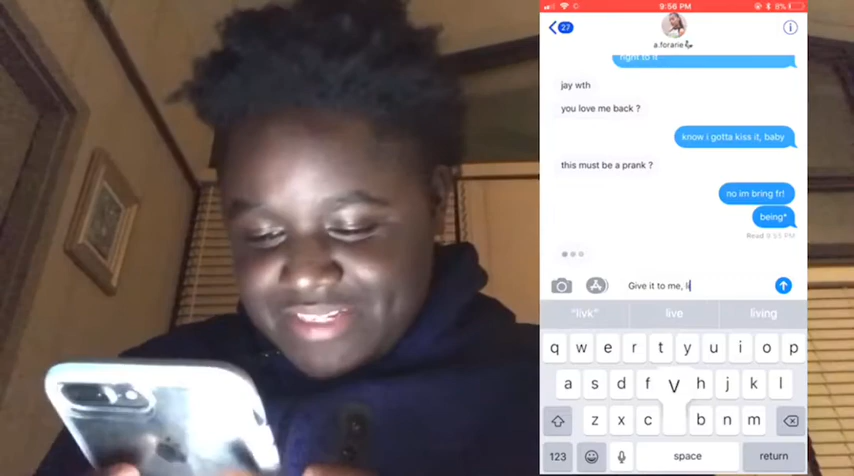 9:56 PM
8%
27
a.forarie
right to it
jay wth
you love me back ?
know i gotta kiss it, baby
this must be a prank ?
no im bring fr!
being*
Read 9:55 PM
Give it to me, li
"livk" live living
q w e r t y u i o p
a s d f V h j k l
z x c b n m
123 space return